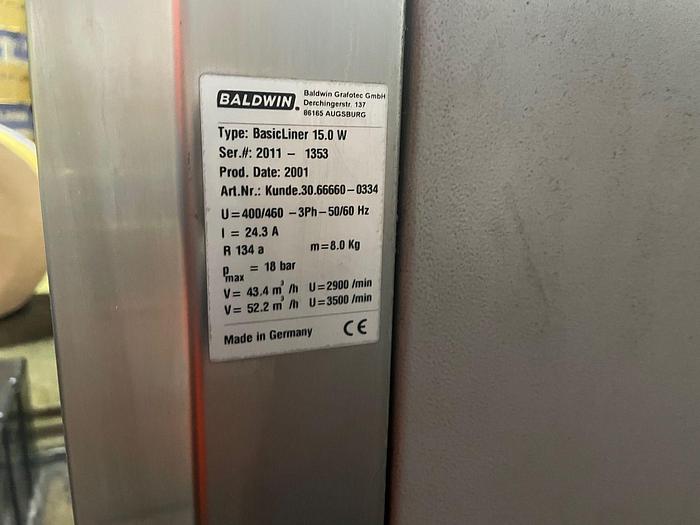 BALDWIN®
Baldwin Grafotec GmbH
Derchingerstr. 137
86165 AUGSBURG
Type: BasicLiner 15.0 W
Ser.#: 2011 – 1353
Prod. Date: 2001
Art.Nr.: Kunde.30.66660–0334
U=400/460 –3Ph–50/60 Hz
I = 24.3 A
R 134 a m=8.0 Kg
pmax = 18 bar
V= 43.4 m³/h U=2900 /min
V= 52.2 m³/h U=3500 /min
Made in Germany CE